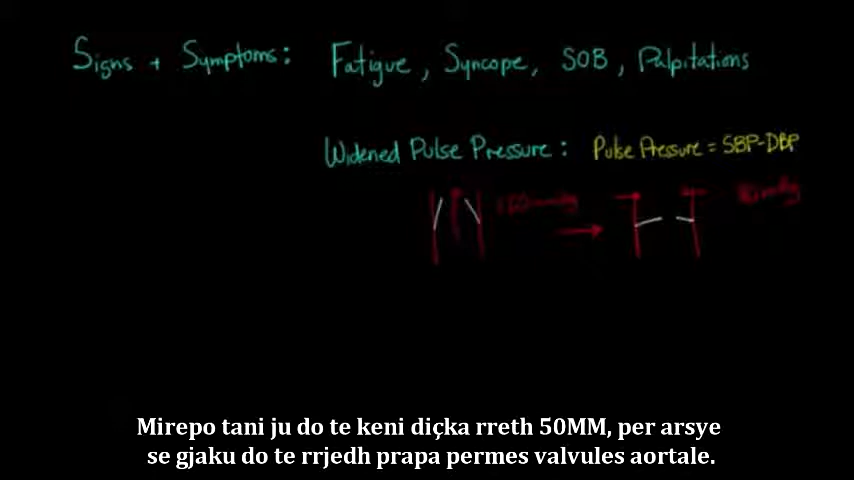 Signs + Symptoms: Fatigue, Syncope, SOB, Palpitations
Widened Pulse Pressure: Pulse Pressure = SBP-DBP
Mirepo tani ju do te keni diçka rreth 50MM, per arsye
se gjaku do te rrjedh prapa permes valvules aortale.